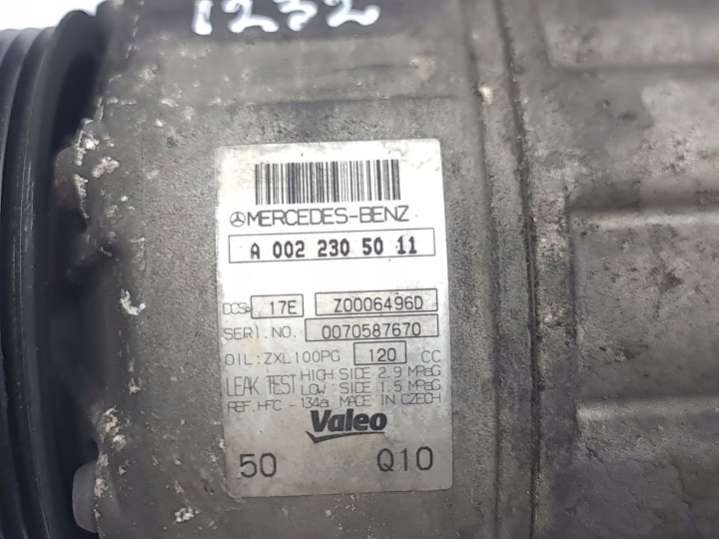 1232
MERCEDES-BENZ
A 002 230 50 11
DCS 17E Z0006496D
SERI.NO. 0070587670
OIL:ZXL100PG 120 CC
LEAK TEST HIGH SIDE 2.9 MPaG
LOW SIDE 1.5 MPaG
REF.HFC-134a MADE IN CZECH
Valeo
50 Q10